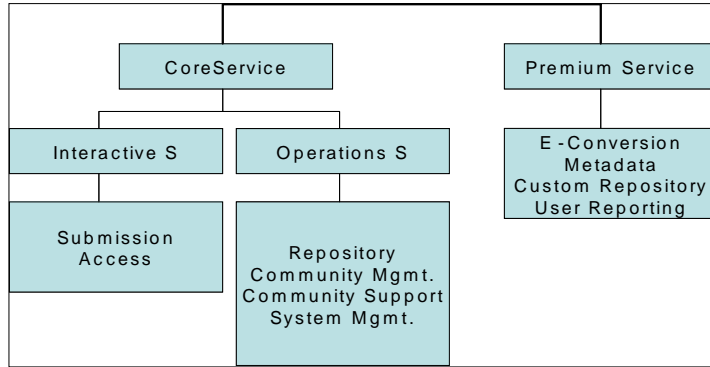 CoreService
Premium Service
Interactive S
Operations S
E-Conversion
Metadata
Custom Repository
User Reporting
Submission
Access
Repository
Community Mgmt.
Community Support
System Mgmt.